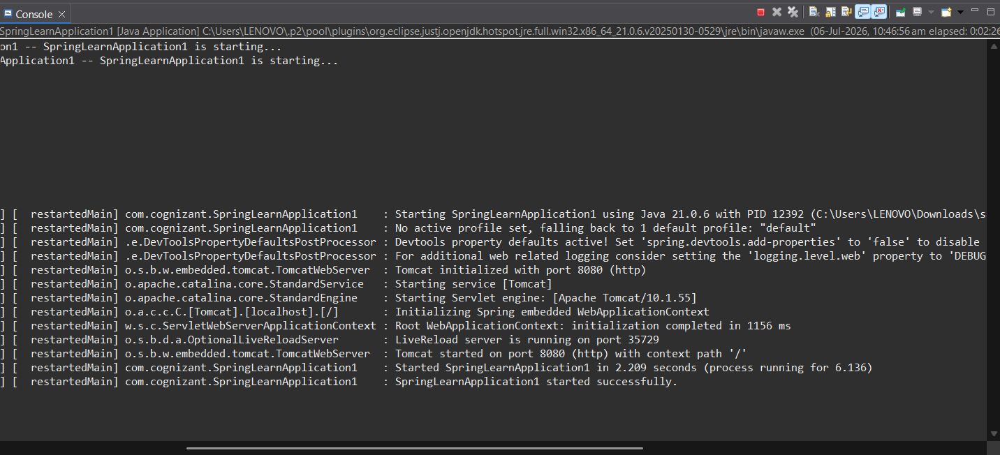 Console
SpringLearnApplication1 [Java Application] C:\Users\LENOVO\.p2\pool\plugins\org.eclipse.justj.openjdk.hotspot.jre.full.win32.x86_64_21.0.6.v20250130-0529\jre\bin\javaw.exe (06-Jul-2026, 10:46:56 am elapsed: 0:02:26
on1 -- SpringLearnApplication1 is starting...
Application1 -- SpringLearnApplication1 is starting...
] [  restartedMain] com.cognizant.SpringLearnApplication1    : Starting SpringLearnApplication1 using Java 21.0.6 with PID 12392 (C:\Users\LENOVO\Downloads\s
] [  restartedMain] com.cognizant.SpringLearnApplication1    : No active profile set, falling back to 1 default profile: "default"
] [  restartedMain] .e.DevToolsPropertyDefaultsPostProcessor : Devtools property defaults active! Set 'spring.devtools.add-properties' to 'false' to disable
] [  restartedMain] .e.DevToolsPropertyDefaultsPostProcessor : For additional web related logging consider setting the 'logging.level.web' property to 'DEBUG
] [  restartedMain] o.s.b.w.embedded.tomcat.TomcatWebServer  : Tomcat initialized with port 8080 (http)
] [  restartedMain] o.apache.catalina.core.StandardService   : Starting service [Tomcat]
] [  restartedMain] o.apache.catalina.core.StandardEngine    : Starting Servlet engine: [Apache Tomcat/10.1.55]
] [  restartedMain] o.a.c.c.C.[Tomcat].[localhost].[/]       : Initializing Spring embedded WebApplicationContext
] [  restartedMain] w.s.c.ServletWebServerApplicationContext : Root WebApplicationContext: initialization completed in 1156 ms
] [  restartedMain] o.s.b.d.a.OptionalLiveReloadServer       : LiveReload server is running on port 35729
] [  restartedMain] o.s.b.w.embedded.tomcat.TomcatWebServer  : Tomcat started on port 8080 (http) with context path '/'
] [  restartedMain] com.cognizant.SpringLearnApplication1    : Started SpringLearnApplication1 in 2.209 seconds (process running for 6.136)
] [  restartedMain] com.cognizant.SpringLearnApplication1    : SpringLearnApplication1 started successfully.